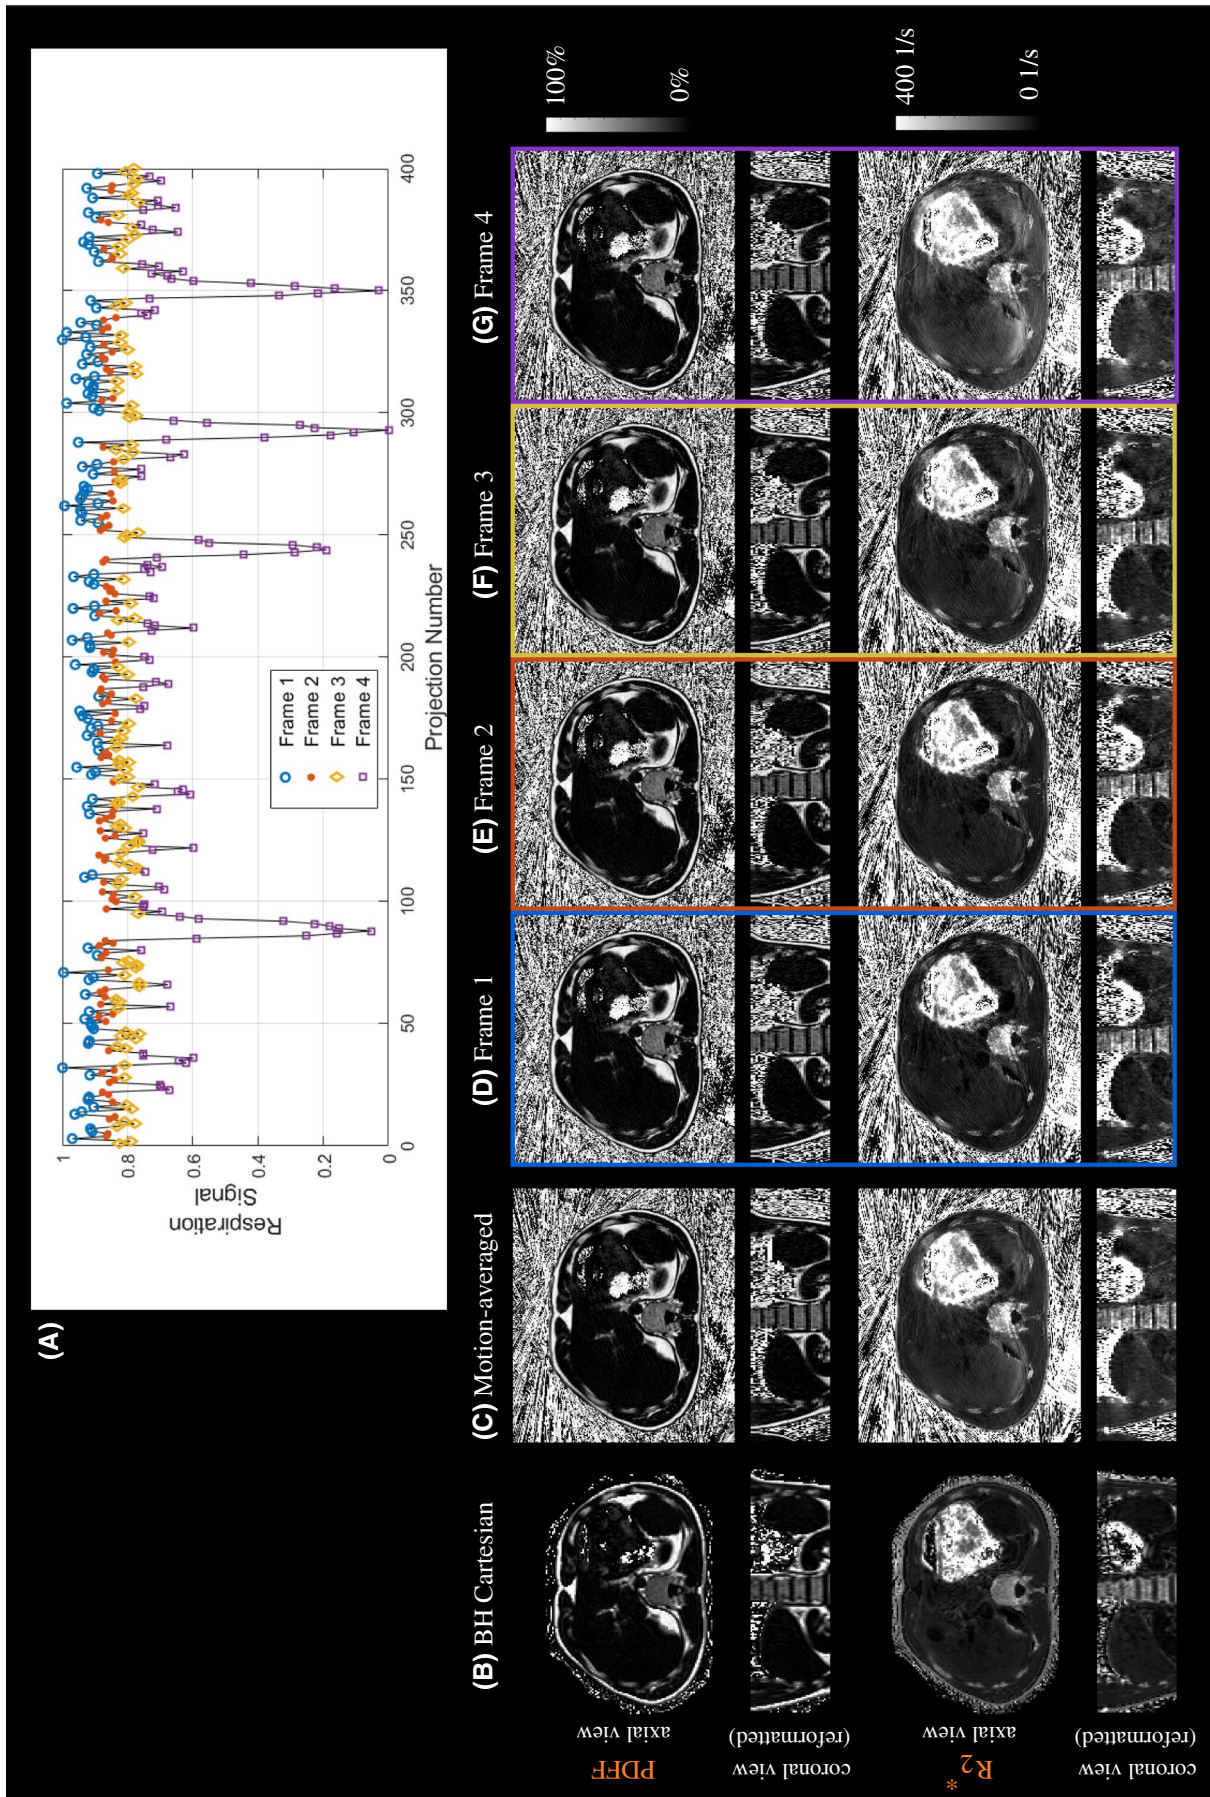 (A)
Respiration
Signal
1
0.8
0.6
0.4
0.2
0
0
50
100
150
200
250
300
350
400
Projection Number
Frame 1
Frame 2
Frame 3
Frame 4
(B) BH Cartesian
(C) Motion-averaged
(D) Frame 1
(E) Frame 2
(F) Frame 3
(G) Frame 4
PDFF
axial view
coronal view
(reformatted)
100%
0%
R2*
axial view
coronal view
(reformatted)
400 1/s
0 1/s